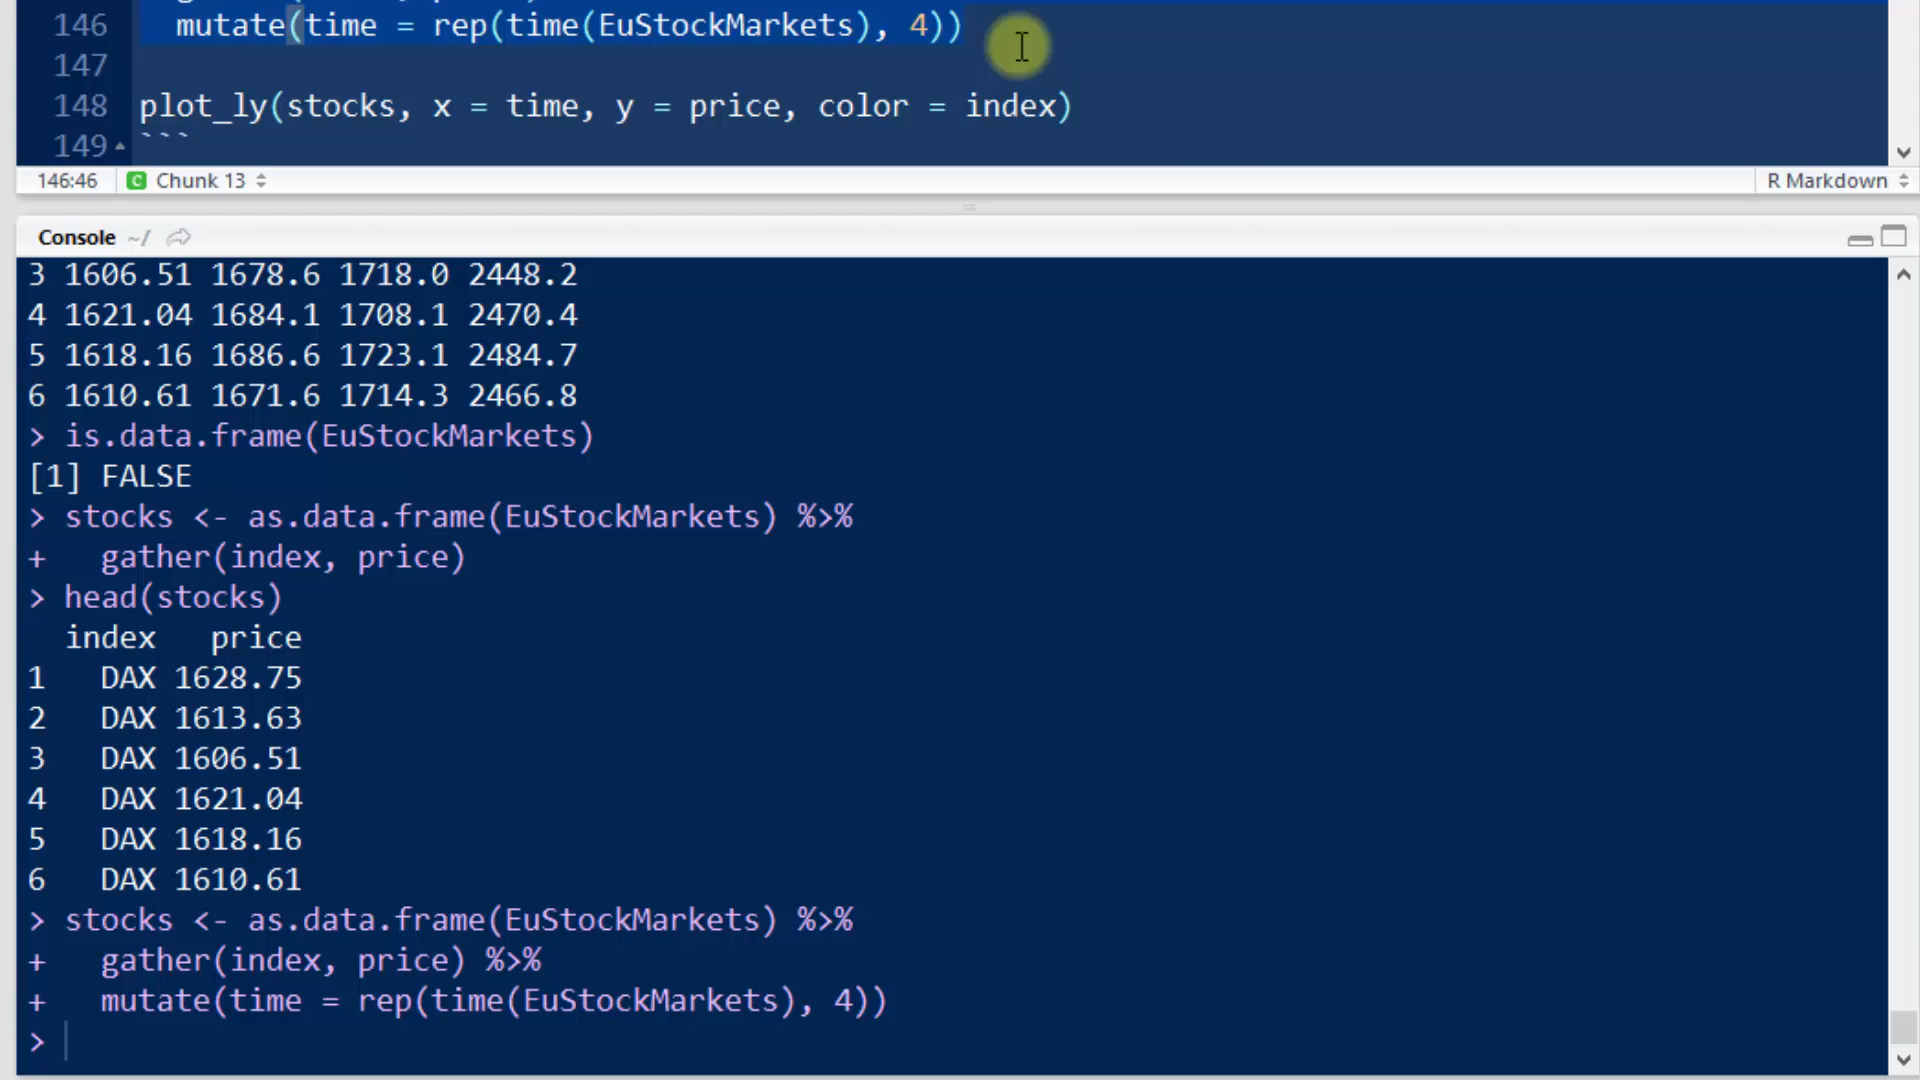 146 mutate(time = rep(time(EuStockMarkets), 4))
147
148 plot_ly(stocks, x = time, y = price, color = index)
149 ```
146:46 C Chunk 13 R Markdown
Console ~/
3 1606.51 1678.6 1718.0 2448.2
4 1621.04 1684.1 1708.1 2470.4
5 1618.16 1686.6 1723.1 2484.7
6 1610.61 1671.6 1714.3 2466.8
> is.data.frame(EuStockMarkets)
[1] FALSE
> stocks <- as.data.frame(EuStockMarkets) %>%
+   gather(index, price)
> head(stocks)
  index   price
1   DAX 1628.75
2   DAX 1613.63
3   DAX 1606.51
4   DAX 1621.04
5   DAX 1618.16
6   DAX 1610.61
> stocks <- as.data.frame(EuStockMarkets) %>%
+   gather(index, price) %>%
+   mutate(time = rep(time(EuStockMarkets), 4))
>